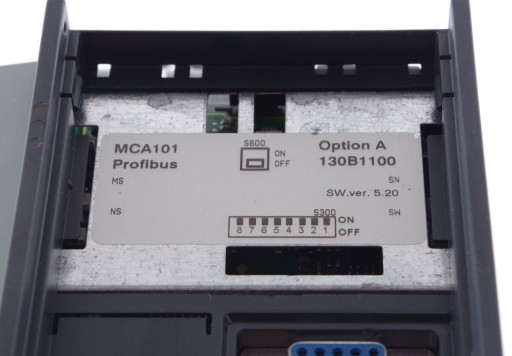 MCA101
Profibus
S800
ON
OFF
Option A
130B1100
MS
SN
SW.ver. 5.20
NS
S300
SW
ON
8 7 6 5 4 3 2 1
OFF